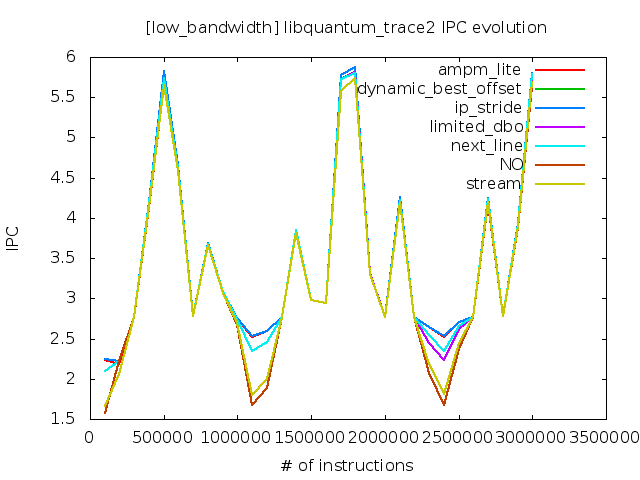 [low_bandwidth] libquantum_trace2 IPC evolution
6
5.5
5
4.5
4
3.5
3
2.5
2
1.5
IPC
ampm_lite
dynamic_best_offset
ip_stride
limited_dbo
next_line
NO
stream
0 500000 1000000 1500000 2000000 2500000 3000000 3500000
# of instructions